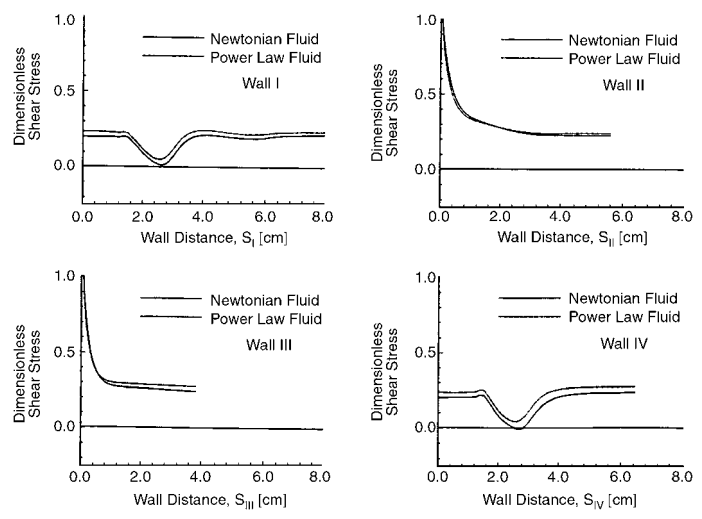 1.0
0.5
0.0
Dimensionless
Shear Stress
Newtonian Fluid
Power Law Fluid
Wall I
0.0 2.0 4.0 6.0 8.0
Wall Distance, S_I [cm]
1.0
0.5
0.0
Dimensionless
Shear Stress
Newtonian Fluid
Power Law Fluid
Wall II
0.0 2.0 4.0 6.0 8.0
Wall Distance, S_II [cm]
1.0
0.5
0.0
Dimensionless
Shear Stress
Newtonian Fluid
Power Law Fluid
Wall III
0.0 2.0 4.0 6.0 8.0
Wall Distance, S_III [cm]
1.0
0.5
0.0
Dimensionless
Shear Stress
Newtonian Fluid
Power Law Fluid
Wall IV
0.0 2.0 4.0 6.0 8.0
Wall Distance, S_IV [cm]